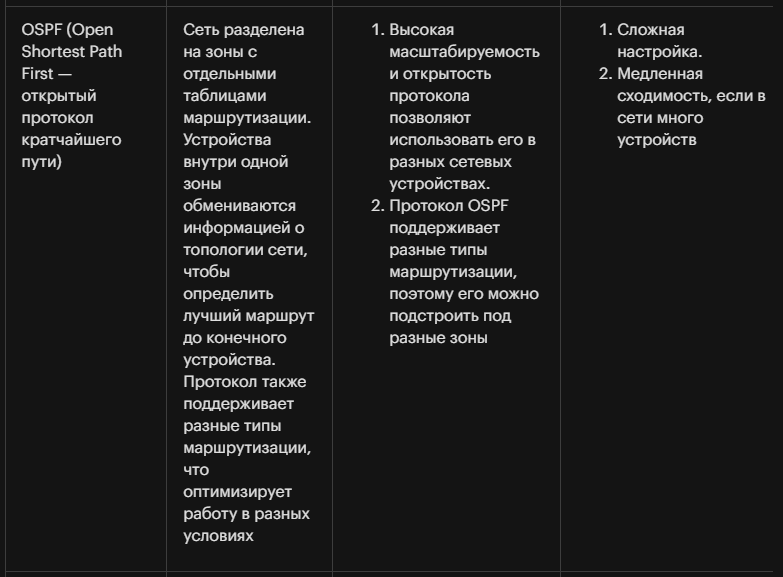 OSPF (Open
Shortest Path
First —
открытый
протокол
кратчайшего
пути)
Сеть разделена
на зоны с
отдельными
таблицами
маршрутизации.
Устройства
внутри одной
зоны
обмениваются
информацией о
топологии сети,
чтобы
определить
лучший маршрут
до конечного
устройства.
Протокол также
поддерживает
разные типы
маршрутизации,
что
оптимизирует
работу в разных
условиях
1. Высокая
масштабируемость
и открытость
протокола
позволяют
использовать его в
разных сетевых
устройствах.
2. Протокол OSPF
поддерживает
разные типы
маршрутизации,
поэтому его можно
подстроить под
разные зоны
1. Сложная
настройка.
2. Медленная
сходимость, если в
сети много
устройств